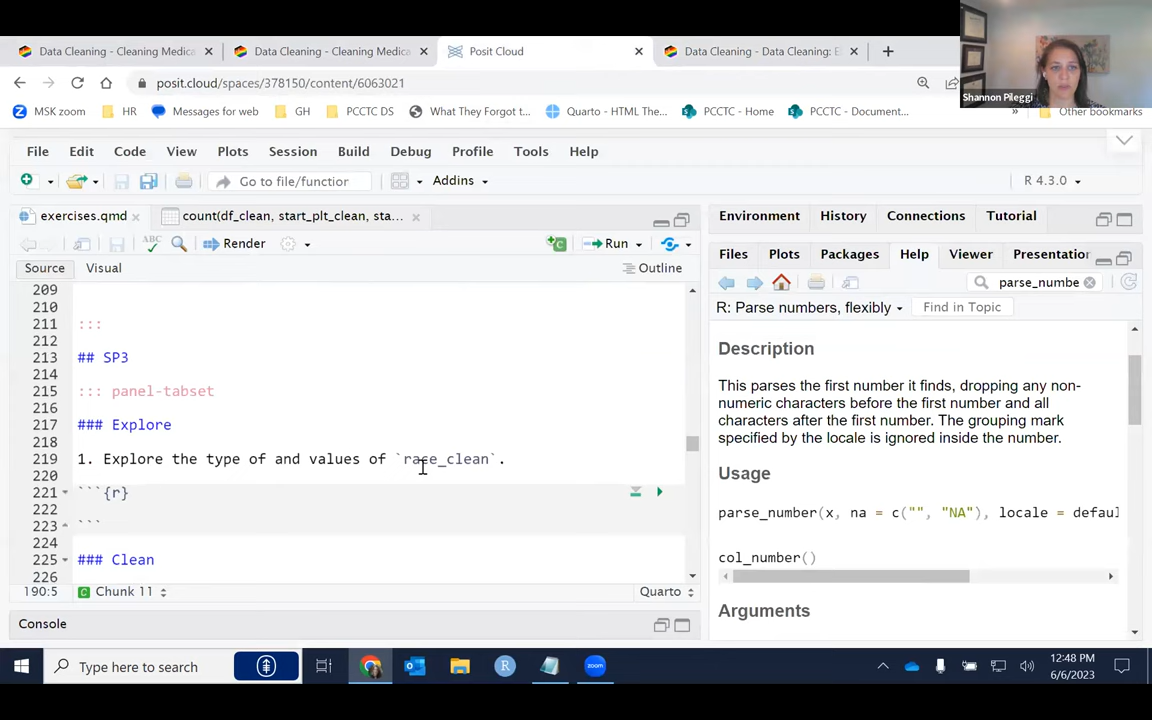 Data Cleaning - Cleaning Medica
Data Cleaning - Cleaning Medica
Posit Cloud
Data Cleaning - Data Cleaning: E
posit.cloud/spaces/378150/content/6063021
Shannon Pileggi
MSK zoom
HR
Messages for web
GH
PCCTC DS
What They Forgot t...
Quarto - HTML The...
PCCTC - Home
PCCTC - Document...
»
Other bookmarks
File Edit Code View Plots Session Build Debug Profile Tools Help
Go to file/function
Addins
R 4.3.0
exercises.qmd
count(df_clean, start_plt_clean, sta...
Render
Run
Source Visual
Outline
209
210
211 :::
212
213 ## SP3
214
215 ::: panel-tabset
216
217 ### Explore
218
219 1. Explore the type of and values of `race_clean`.
220
221 ```{r}
222
223 ```
224
225 ### Clean
226
190:5 Chunk 11 Quarto
Console
Environment History Connections Tutorial
Files Plots Packages Help Viewer Presentation
parse_numbe
R: Parse numbers, flexibly
Find in Topic
Description
This parses the first number it finds, dropping any non-
numeric characters before the first number and all
characters after the first number. The grouping mark
specified by the locale is ignored inside the number.
Usage
parse_number(x, na = c("", "NA"), locale = defaul
col_number()
Arguments
Type here to search
12:48 PM
6/6/2023